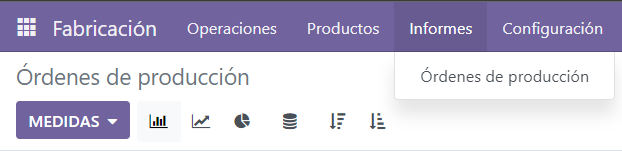 Fabricación Operaciones Productos Informes Configuración
Órdenes de producción
Órdenes de producción
MEDIDAS